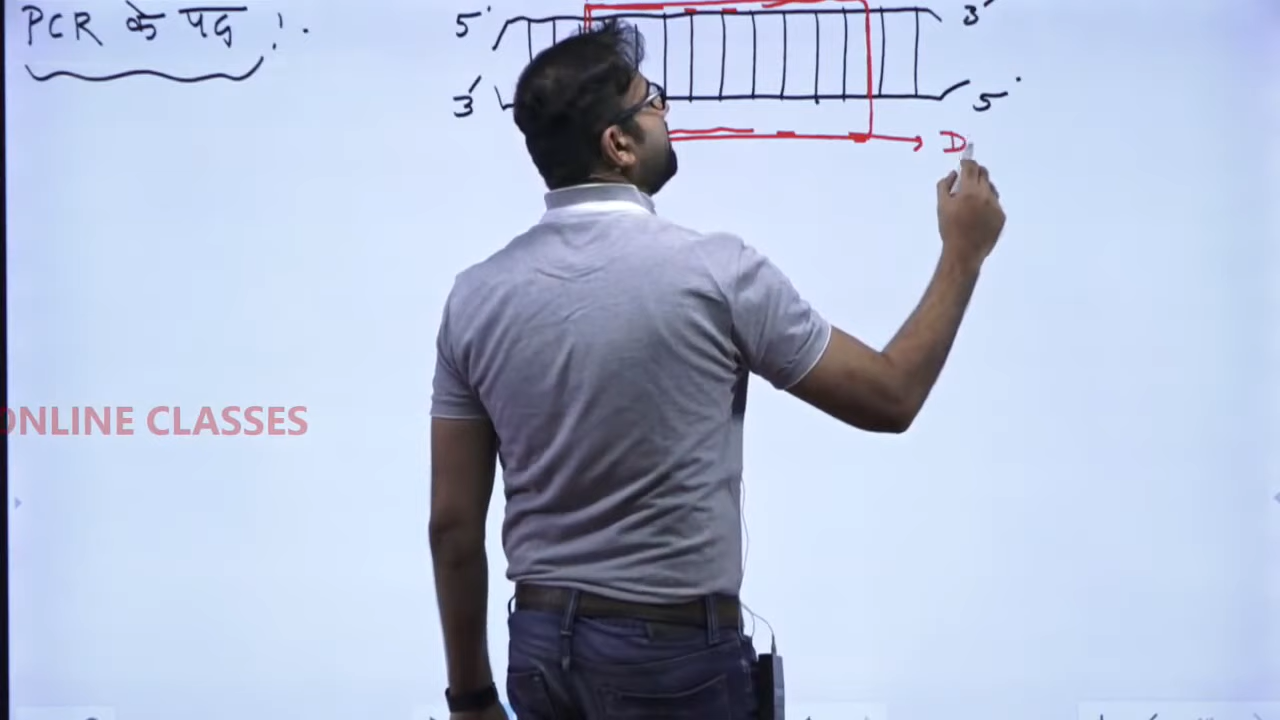 PCR के पद :.
5' 3'
3' 5'
D
ONLINE CLASSES